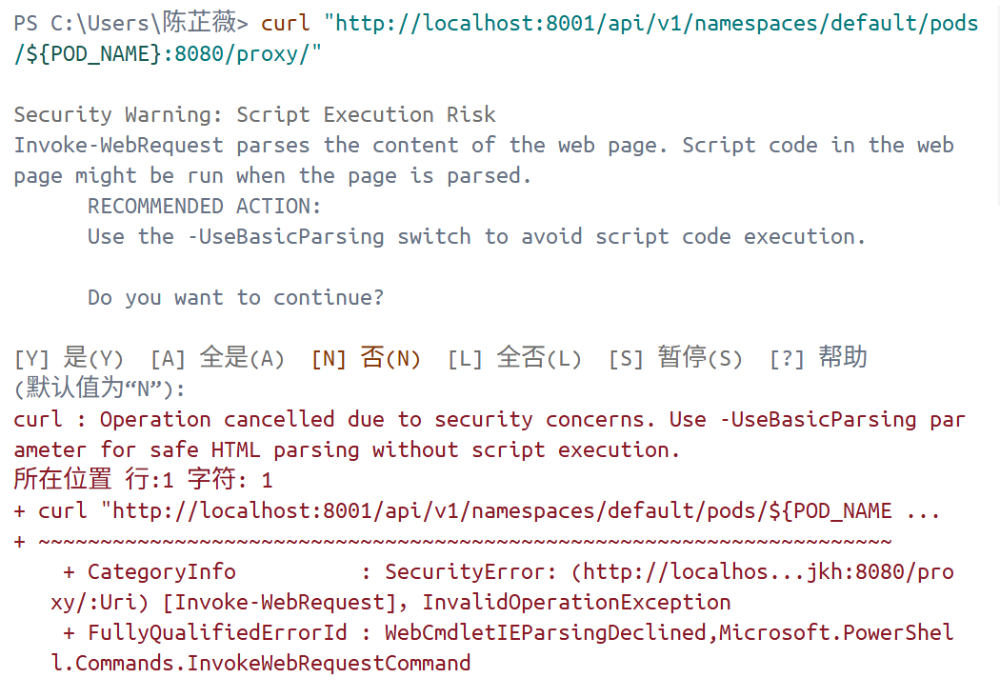 PS C:\Users\陈芷薇> curl "http://localhost:8001/api/v1/namespaces/default/pods
/${POD_NAME}:8080/proxy/"
Security Warning: Script Execution Risk
Invoke-WebRequest parses the content of the web page. Script code in the web
page might be run when the page is parsed.
RECOMMENDED ACTION:
Use the -UseBasicParsing switch to avoid script code execution.
Do you want to continue?
[Y] 是(Y)  [A] 全是(A)  [N] 否(N)  [L] 全否(L)  [S] 暂停(S)  [?] 帮助
(默认值为“N”):
curl : Operation cancelled due to security concerns. Use -UseBasicParsing par
ameter for safe HTML parsing without script execution.
所在位置 行:1 字符: 1
+ curl "http://localhost:8001/api/v1/namespaces/default/pods/${POD_NAME ...
+ ~~~~~~~~~~~~~~~~~~~~~~~~~~~~~~~~~~~~~~~~~~~~~~~~~~~~~~~~~~~~~~~~~~~~~
+ CategoryInfo          : SecurityError: (http://localhos...jkh:8080/pro
xy/:Uri) [Invoke-WebRequest], InvalidOperationException
+ FullyQualifiedErrorId : WebCmdletIEParsingDeclined,Microsoft.PowerShel
l.Commands.InvokeWebRequestCommand